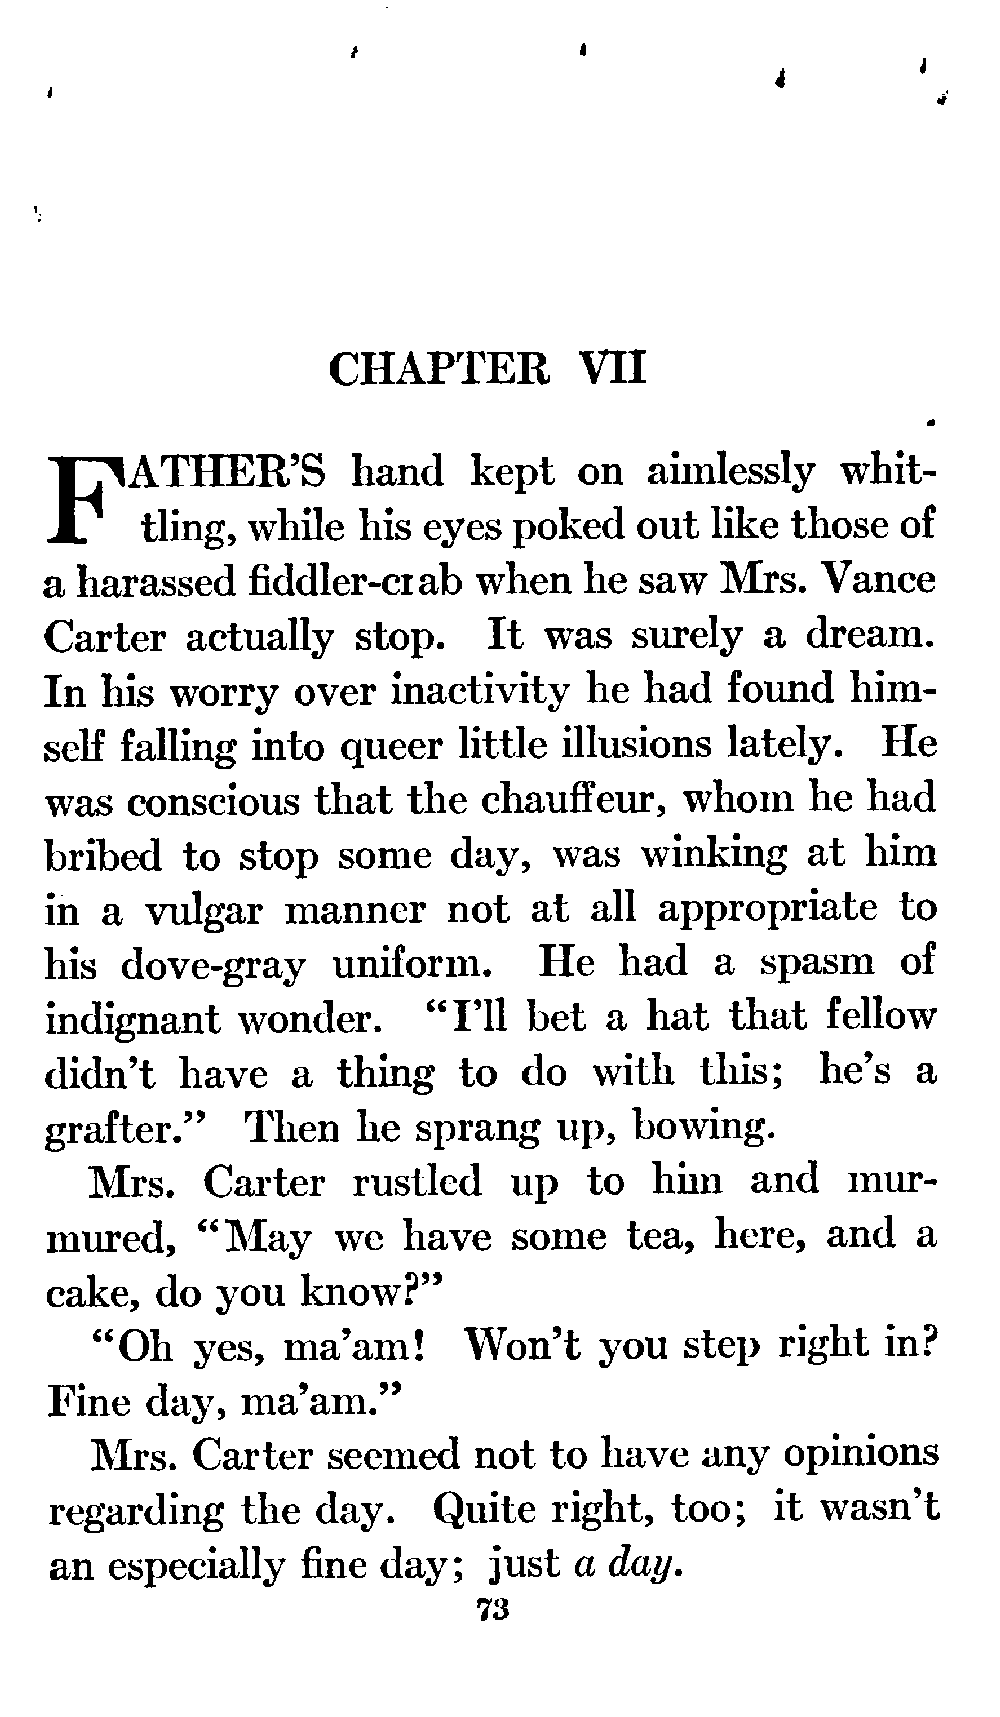 CHAPTER VII
FATHER'S hand kept on aimlessly whit-
tling, while his eyes poked out like those of
a harassed fiddler-crab when he saw Mrs. Vance
Carter actually stop. It was surely a dream.
In his worry over inactivity he had found him-
self falling into queer little illusions lately. He
was conscious that the chauffeur, whom he had
bribed to stop some day, was winking at him
in a vulgar manner not at all appropriate to
his dove-gray uniform. He had a spasm of
indignant wonder. "I'll bet a hat that fellow
didn't have a thing to do with this; he's a
grafter." Then he sprang up, bowing.
Mrs. Carter rustled up to him and mur-
mured, "May we have some tea, here, and a
cake, do you know?"
"Oh yes, ma'am! Won't you step right in?
Fine day, ma'am."
Mrs. Carter seemed not to have any opinions
regarding the day. Quite right, too; it wasn't
an especially fine day; just a day.
73